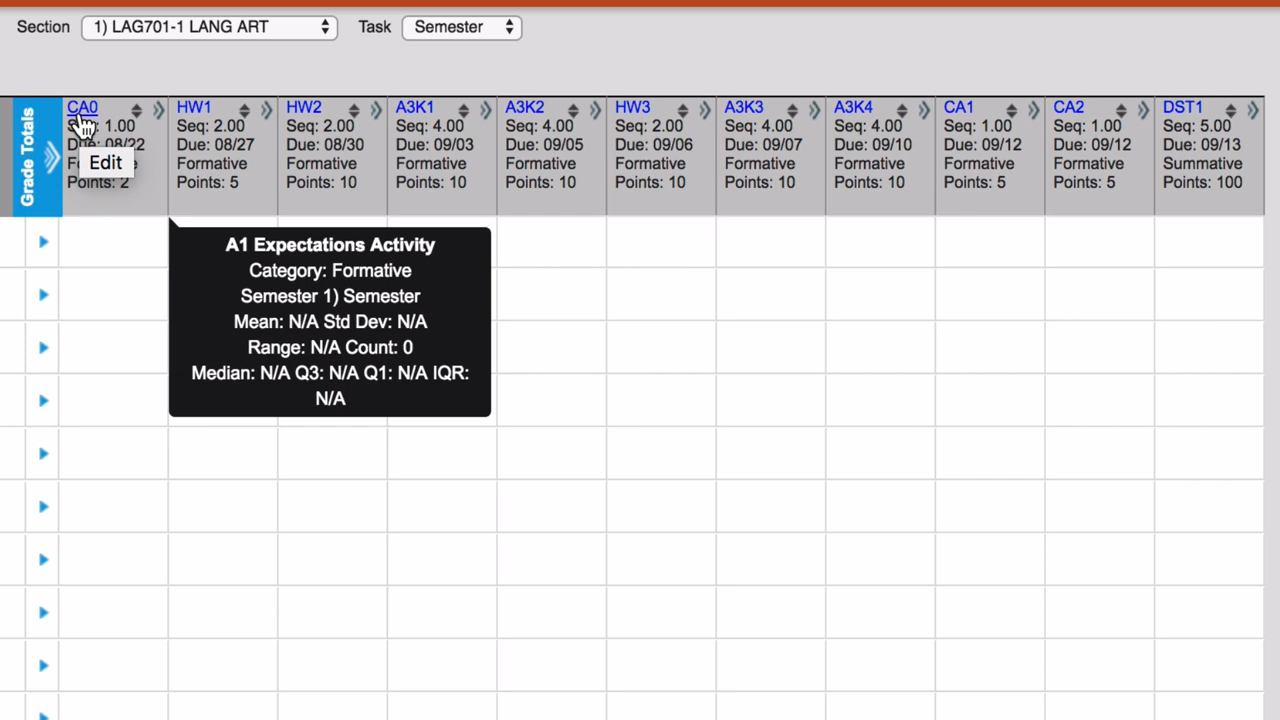 Section 1) LAG701-1 LANG ART Task Semester
Grade Totals
CA0
Seq: 1.00
Due: 08/22
Points: 2
Edit
HW1
Seq: 2.00
Due: 08/27
Formative
Points: 5
HW2
Seq: 2.00
Due: 08/30
Formative
Points: 10
A3K1
Seq: 4.00
Due: 09/03
Formative
Points: 10
A3K2
Seq: 4.00
Due: 09/05
Formative
Points: 10
HW3
Seq: 2.00
Due: 09/06
Formative
Points: 10
A3K3
Seq: 4.00
Due: 09/07
Formative
Points: 10
A3K4
Seq: 4.00
Due: 09/10
Formative
Points: 10
CA1
Seq: 1.00
Due: 09/12
Formative
Points: 5
CA2
Seq: 1.00
Due: 09/12
Formative
Points: 5
DST1
Seq: 5.00
Due: 09/13
Summative
Points: 100
A1 Expectations Activity
Category: Formative
Semester 1) Semester
Mean: N/A Std Dev: N/A
Range: N/A Count: 0
Median: N/A Q3: N/A Q1: N/A IQR:
N/A